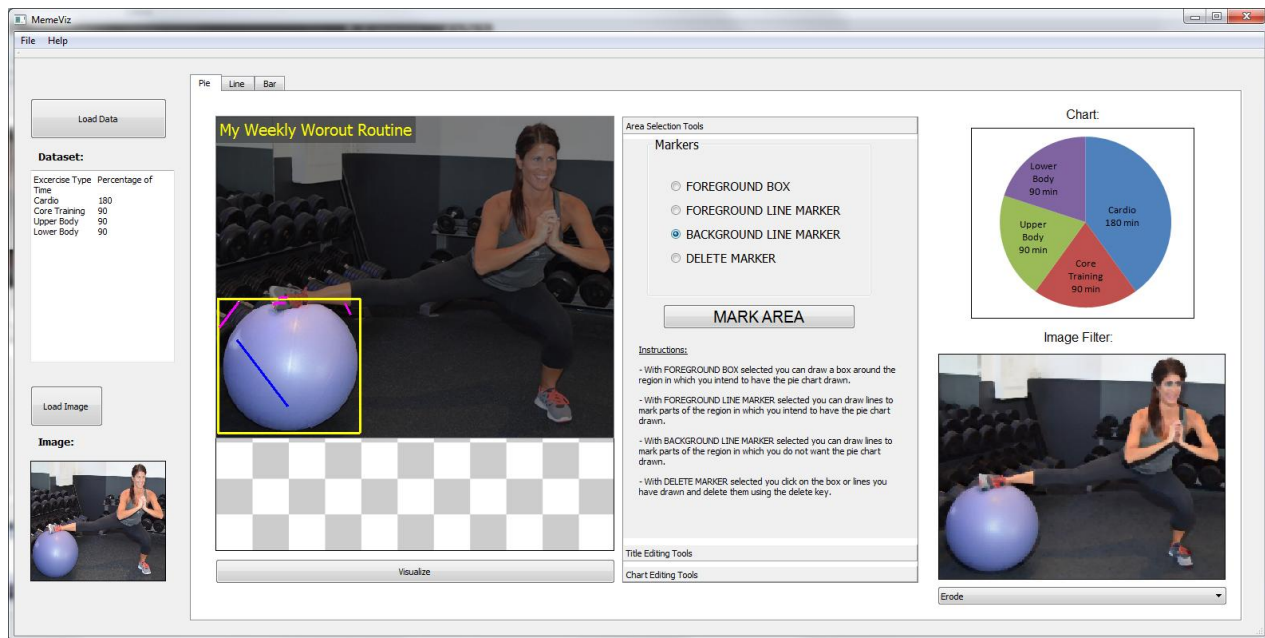 MemeViz
File Help
Pie Line Bar
Load Data
Dataset:
Excercise Type Percentage of
Time
Cardio 180
Core Training 90
Upper Body 90
Lower Body 90
Load Image
Image:
My Weekly Worout Routine
Visualize
Area Selection Tools
Markers
FOREGROUND BOX
FOREGROUND LINE MARKER
BACKGROUND LINE MARKER
DELETE MARKER
MARK AREA
Instructions:
- With FOREGROUND BOX selected you can draw a box around the
region in which you intend to have the pie chart drawn.
- With FOREGROUND LINE MARKER selected you can draw lines to
mark parts of the region in which you intend to have the pie chart
drawn.
- With BACKGROUND LINE MARKER selected you can draw lines to
mark parts of the region in which you do not want the pie chart
drawn.
- With DELETE MARKER selected you click on the box or lines you
have drawn and delete them using the delete key.
Title Editing Tools
Chart Editing Tools
Chart:
Lower
Body
90 min
Cardio
180 min
Upper
Body
90 min
Core
Training
90 min
Image Filter:
Erode